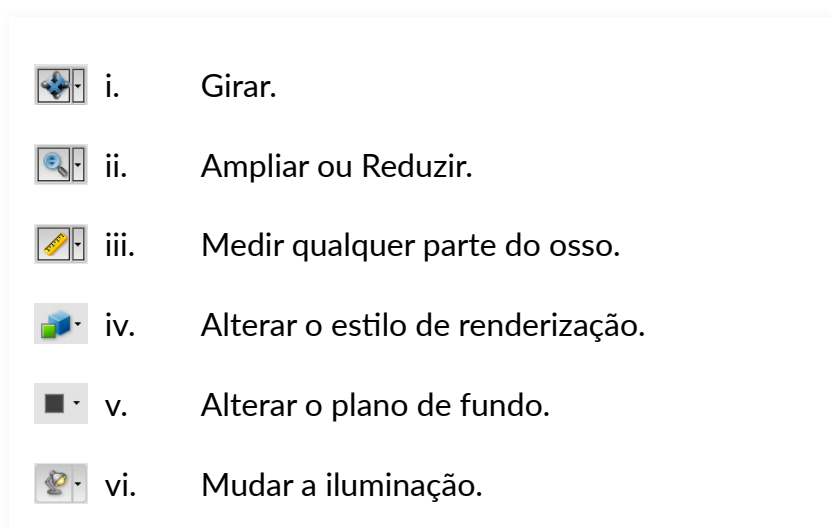 i. Girar.
ii. Ampliar ou Reduzir.
iii. Medir qualquer parte do osso.
iv. Alterar o estilo de renderização.
v. Alterar o plano de fundo.
vi. Mudar a iluminação.